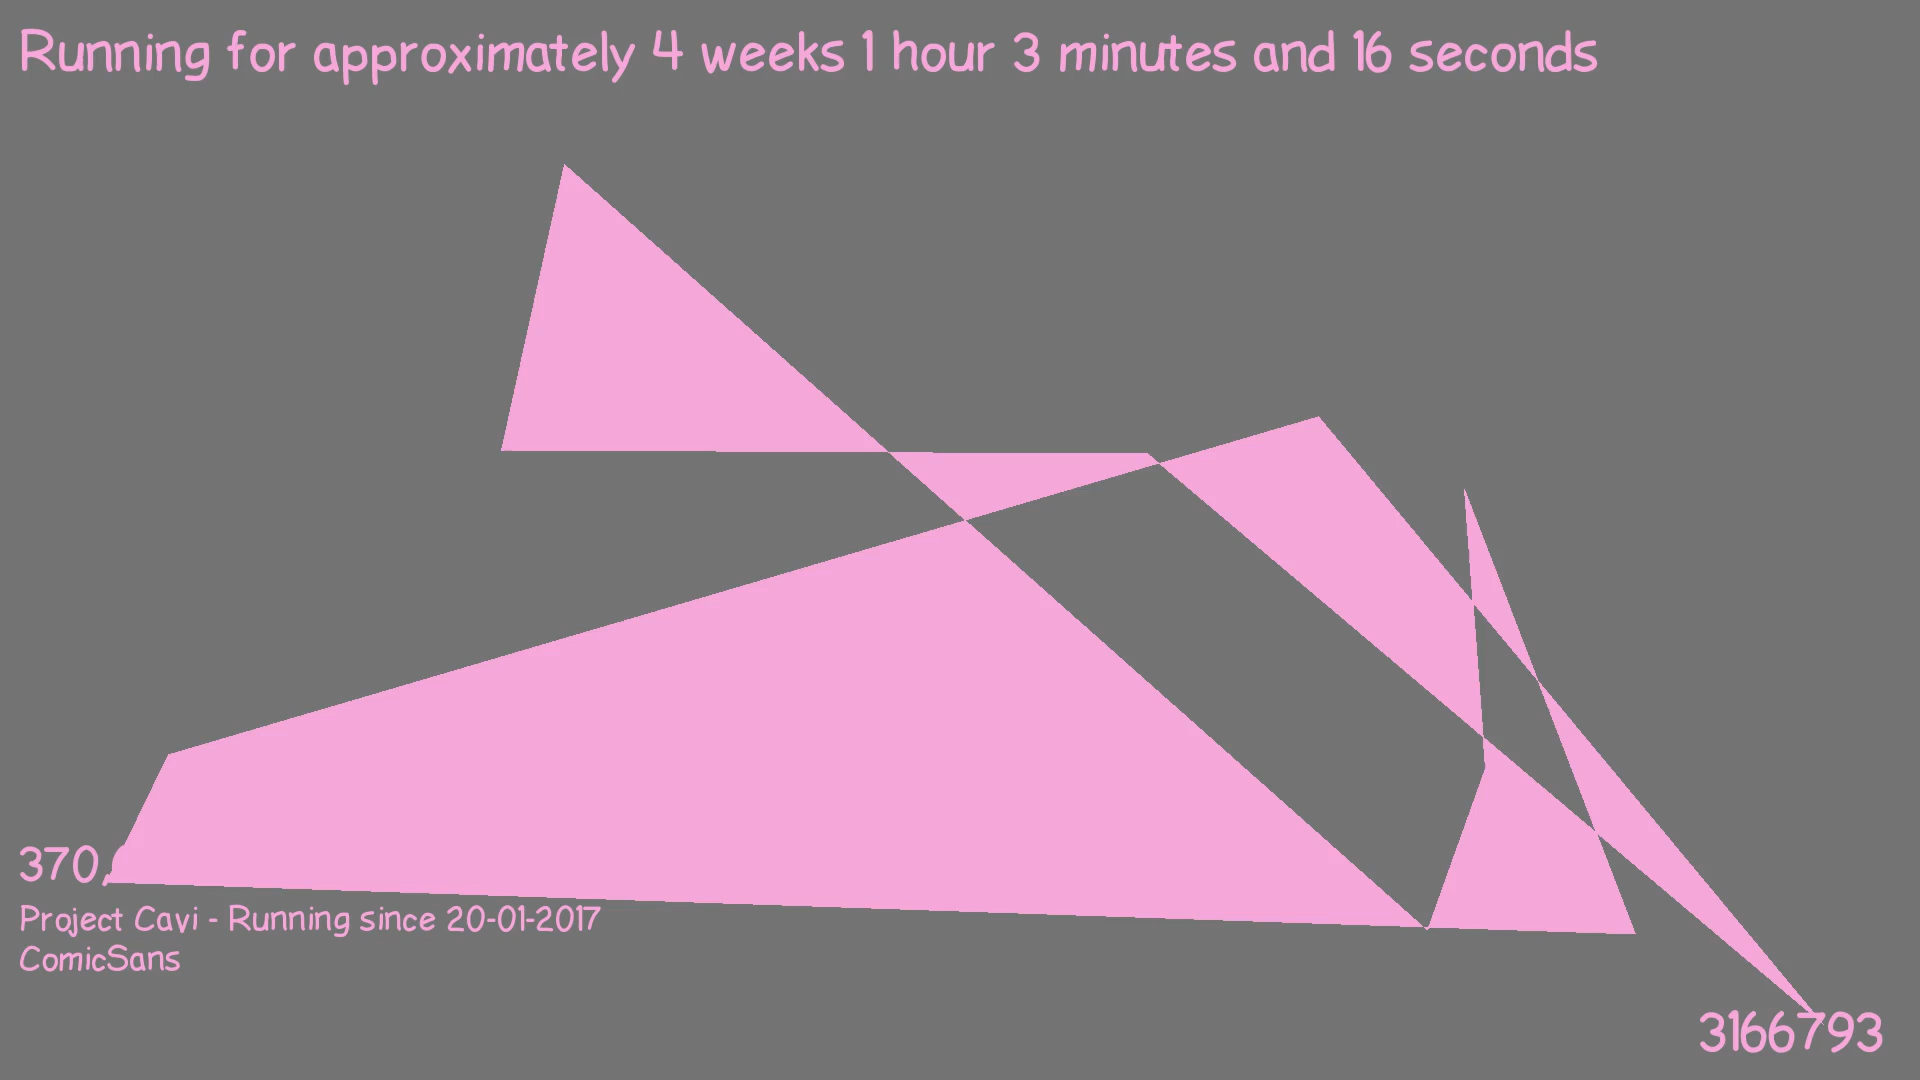 Running for approximately 4 weeks 1 hour 3 minutes and 16 seconds
370,
Project Cavi - Running since 20-01-2017
ComicSans
3166793